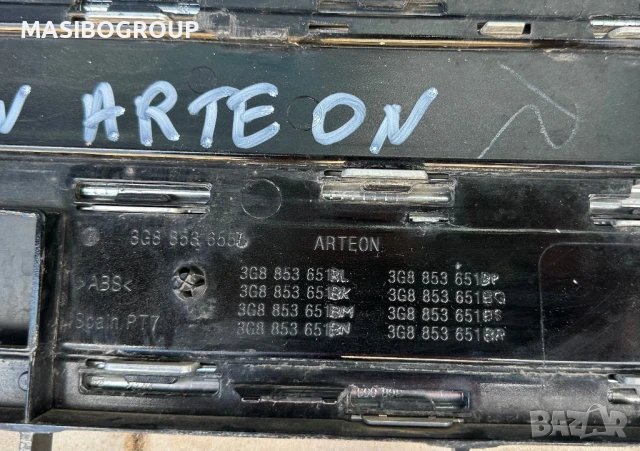 MASIBOGROUP
ARTEON
3G8 853 655
ARTEON
>ABS<
Spain PT7
3G8 853 651BL
3G8 853 651BK
3G8 853 651BM
3G8 853 651BN
3G8 853 651BP
3G8 853 651BQ
3G8 853 651BS
3G8 853 651BR
BAZAR